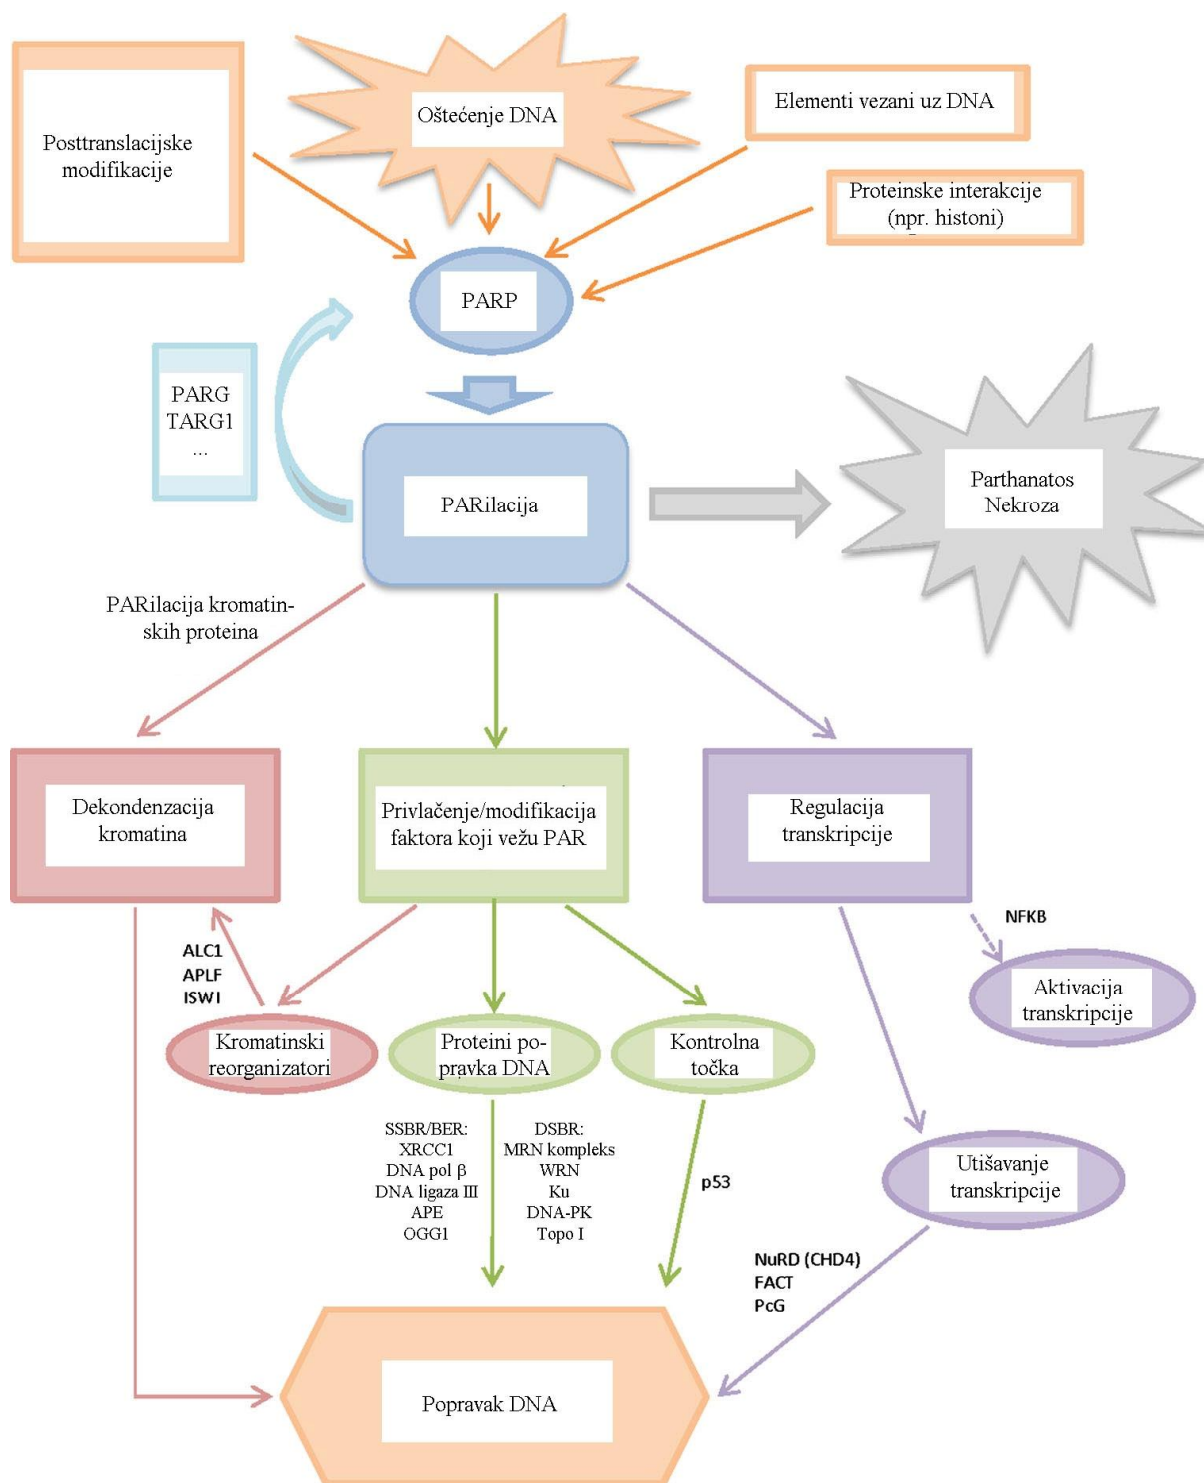 Oštećenje DNA
Elementi vezani uz DNA
Posttranslacijske
modifikacije
Proteinske interakcije
(npr. histoni)
PARP
PARG
TARG1
...
PARilacija
Parthanatos
Nekroza
PARilacija kromatin-
skih proteina
Dekondenzacija
kromatina
Privlačenje/modifikacija
faktora koji vežu PAR
Regulacija
transkripcije
NFKB
ALC1
APLF
ISWI
Aktivacija
transkripcije
Kromatinski
reorganizatori
Proteini po-
pravka DNA
Kontrolna
točka
SSBR/BER:
XRCC1
DNA pol β
DNA ligaza III
APE
OGG1
DSBR:
MRN kompleks
WRN
Ku
DNA-PK
Topo I
p53
Utišavanje
transkripcije
NuRD (CHD4)
FACT
PcG
Popravak DNA